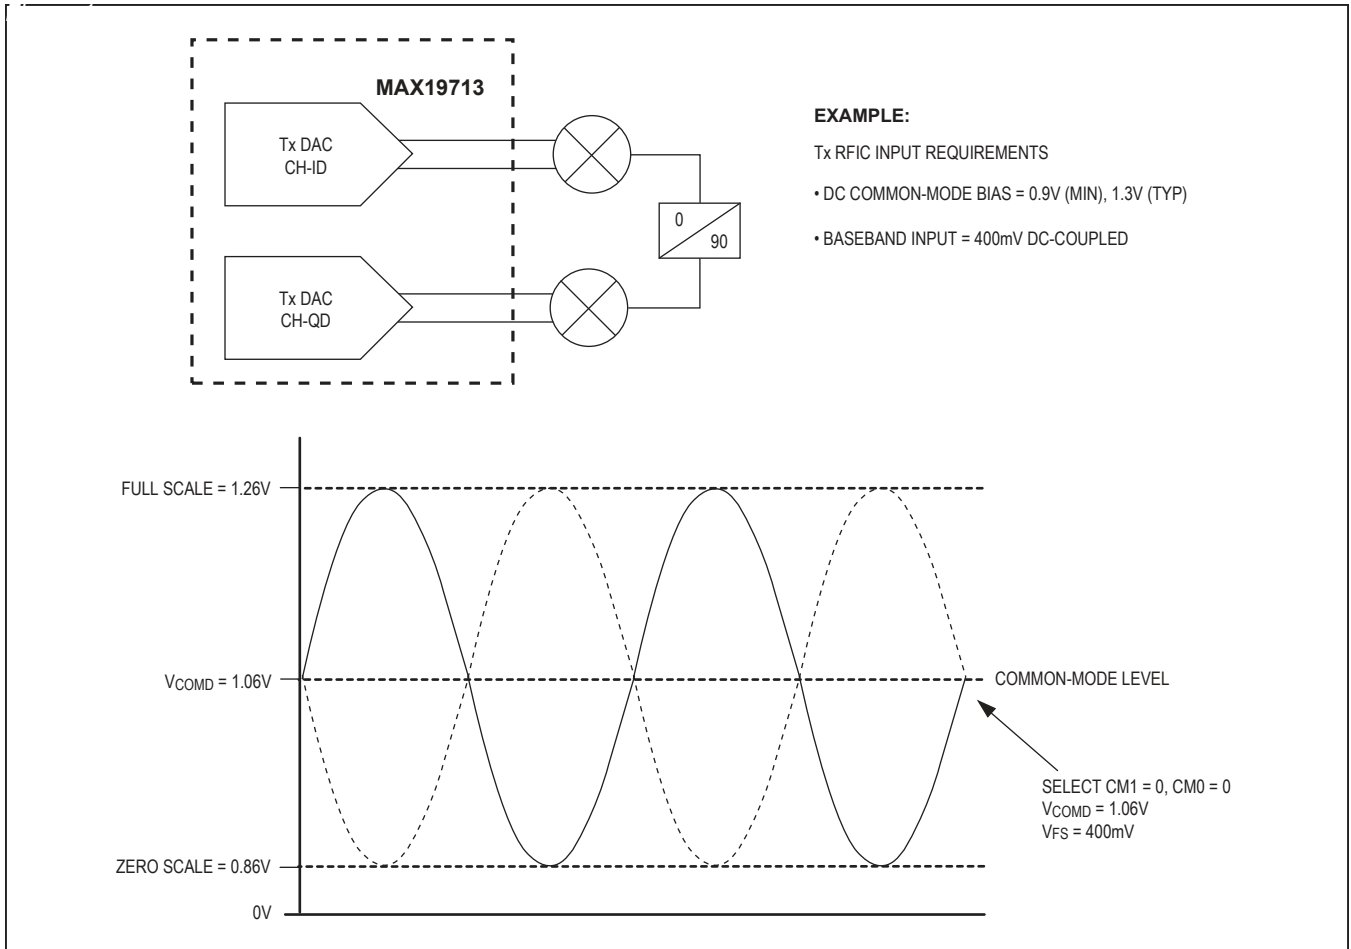 MAX19713
Tx DAC
CH-ID
0
90
Tx DAC
CH-QD
EXAMPLE:
Tx RFIC INPUT REQUIREMENTS
• DC COMMON-MODE BIAS = 0.9V (MIN), 1.3V (TYP)
• BASEBAND INPUT = 400mV DC-COUPLED
FULL SCALE = 1.26V
VCOMD = 1.06V
COMMON-MODE LEVEL
SELECT CM1 = 0, CM0 = 0
VCOMD = 1.06V
VFS = 400mV
ZERO SCALE = 0.86V
0V